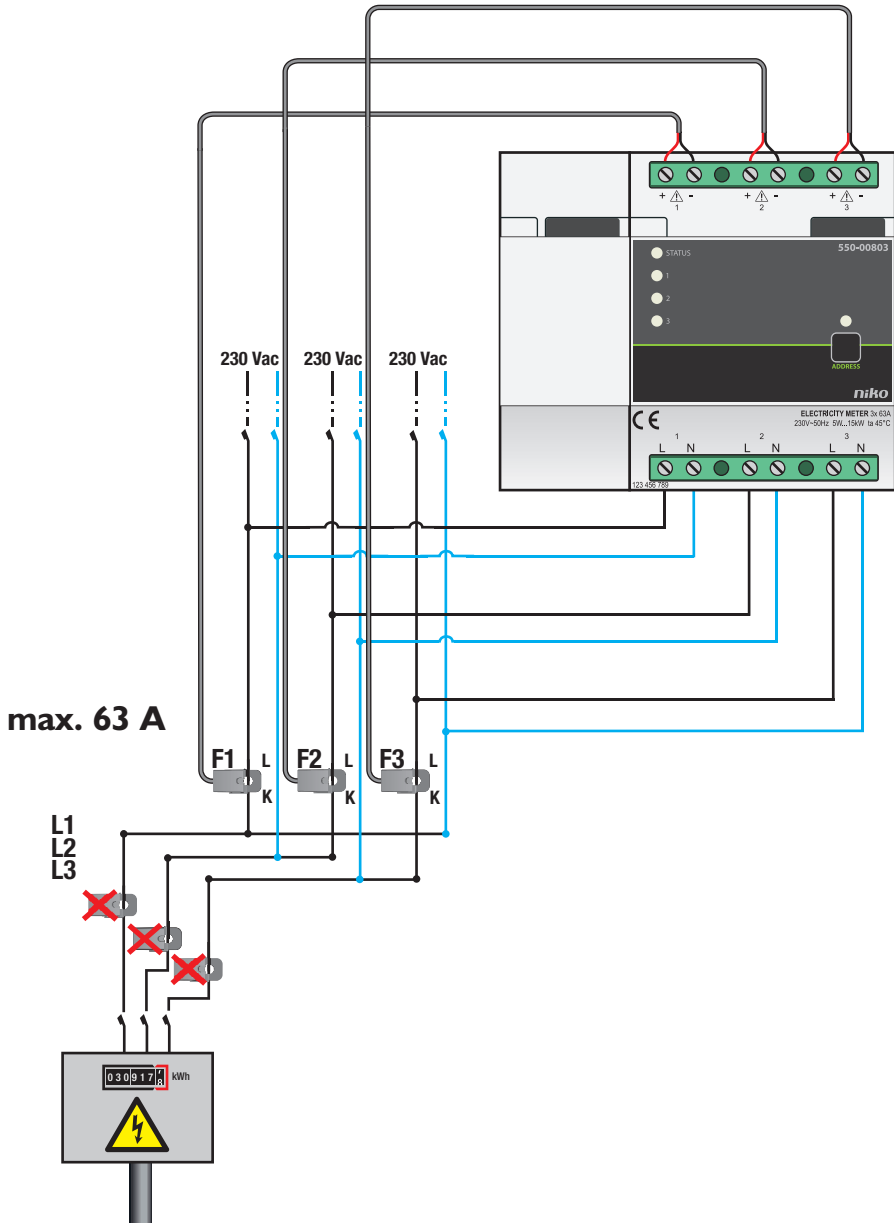 + - + - + -
1 2 3
550-00803
STATUS
1
2
3
ADDRESS
niko
CE
ELECTRICITY METER 3x 63A
230V~50Hz 5W...15kW ta 45°C
1 2 3
L N L N L N
123 456 789
230 Vac 230 Vac 230 Vac
max. 63 A
F1 L F2 L F3 L
K K K
L1
L2
L3
030917 kWh